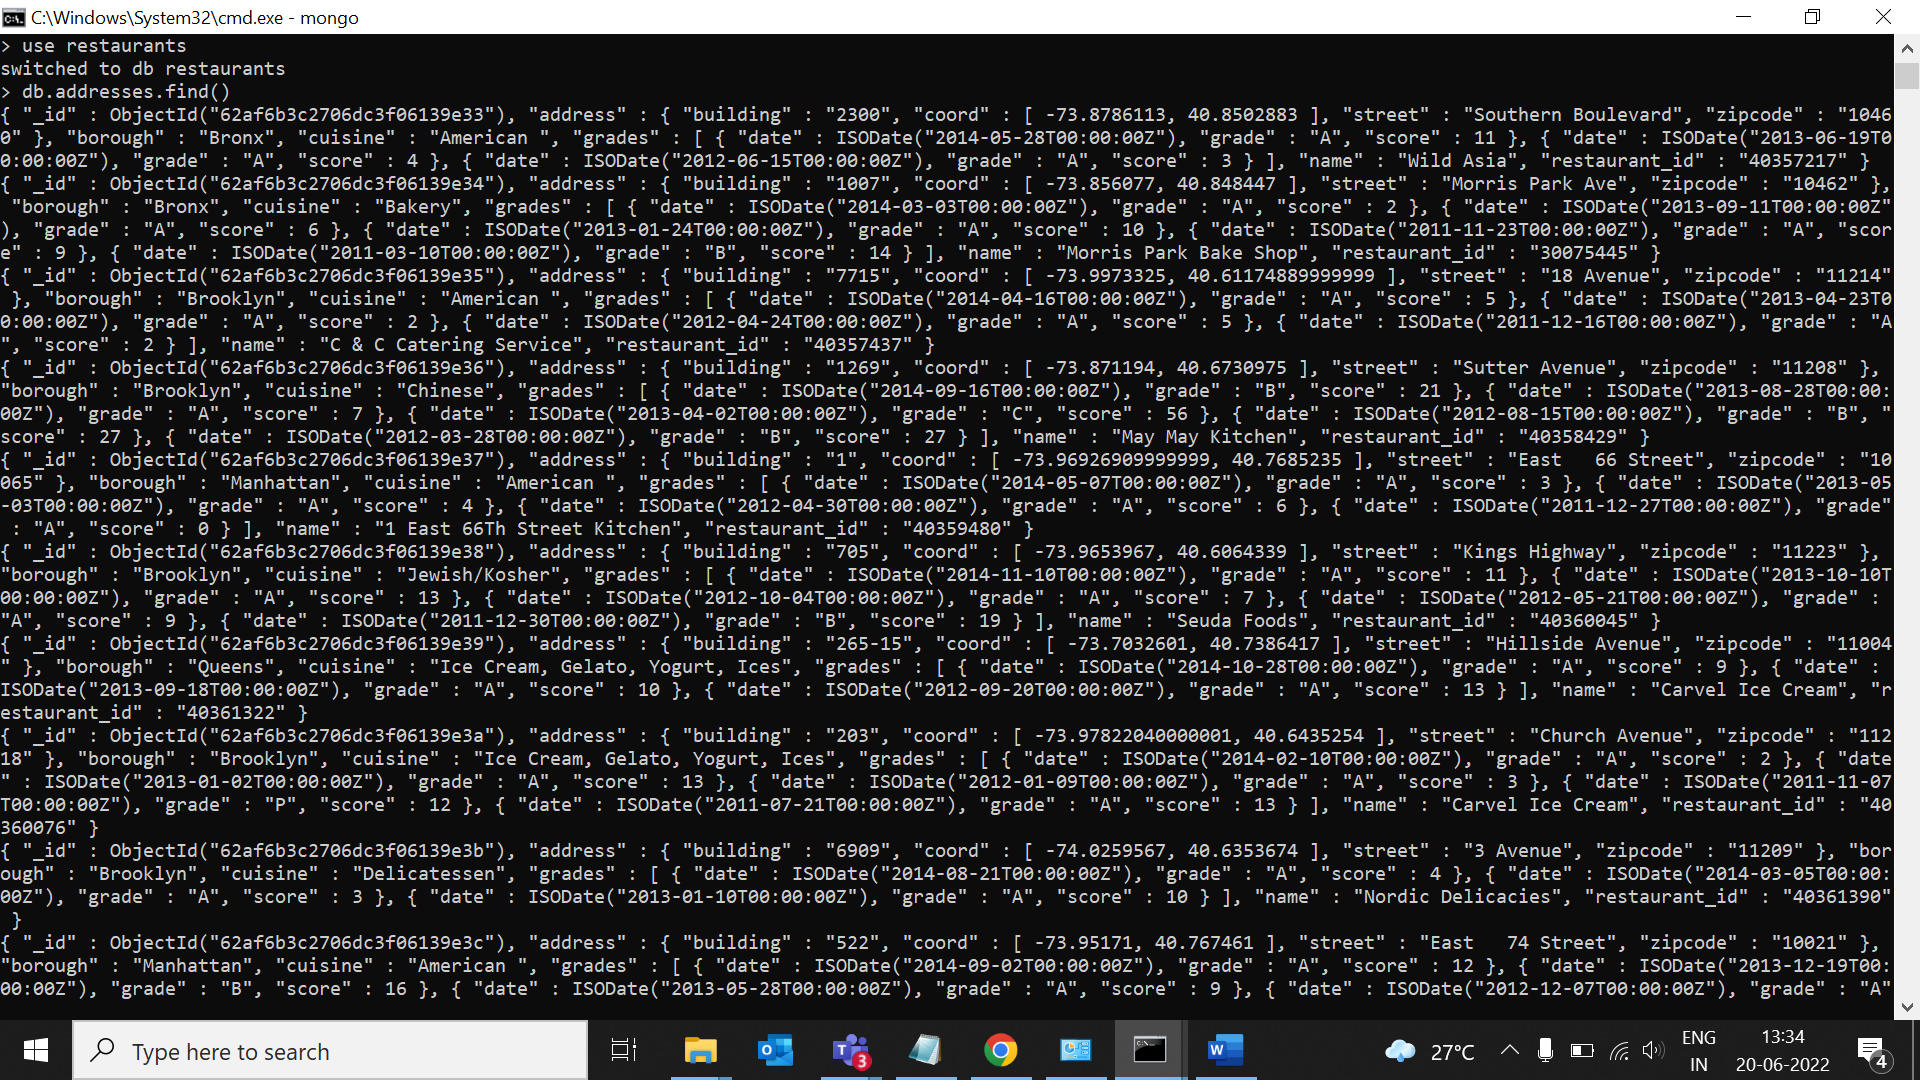 C:\Windows\System32\cmd.exe - mongo
> use restaurants
switched to db restaurants
> db.addresses.find()
{ "_id" : ObjectId("62af6b3c2706dc3f06139e33"), "address" : { "building" : "2300", "coord" : [ -73.8786113, 40.8502883 ], "street" : "Southern Boulevard", "zipcode" : "1046
0" }, "borough" : "Bronx", "cuisine" : "American ", "grades" : [ { "date" : ISODate("2014-05-28T00:00:00Z"), "grade" : "A", "score" : 11 }, { "date" : ISODate("2013-06-19T0
0:00:00Z"), "grade" : "A", "score" : 4 }, { "date" : ISODate("2012-06-15T00:00:00Z"), "grade" : "A", "score" : 3 } ], "name" : "Wild Asia", "restaurant_id" : "40357217" }
{ "_id" : ObjectId("62af6b3c2706dc3f06139e34"), "address" : { "building" : "1007", "coord" : [ -73.856077, 40.848447 ], "street" : "Morris Park Ave", "zipcode" : "10462" },
 "borough" : "Bronx", "cuisine" : "Bakery", "grades" : [ { "date" : ISODate("2014-03-03T00:00:00Z"), "grade" : "A", "score" : 2 }, { "date" : ISODate("2013-09-11T00:00:00Z"
), "grade" : "A", "score" : 6 }, { "date" : ISODate("2013-01-24T00:00:00Z"), "grade" : "A", "score" : 10 }, { "date" : ISODate("2011-11-23T00:00:00Z"), "grade" : "A", "scor
e" : 9 }, { "date" : ISODate("2011-03-10T00:00:00Z"), "grade" : "B", "score" : 14 } ], "name" : "Morris Park Bake Shop", "restaurant_id" : "30075445" }
{ "_id" : ObjectId("62af6b3c2706dc3f06139e35"), "address" : { "building" : "7715", "coord" : [ -73.9973325, 40.61174889999999 ], "street" : "18 Avenue", "zipcode" : "11214"
 }, "borough" : "Brooklyn", "cuisine" : "American ", "grades" : [ { "date" : ISODate("2014-04-16T00:00:00Z"), "grade" : "A", "score" : 5 }, { "date" : ISODate("2013-04-23T0
0:00:00Z"), "grade" : "A", "score" : 2 }, { "date" : ISODate("2012-04-24T00:00:00Z"), "grade" : "A", "score" : 5 }, { "date" : ISODate("2011-12-16T00:00:00Z"), "grade" : "A
", "score" : 2 } ], "name" : "C & C Catering Service", "restaurant_id" : "40357437" }
{ "_id" : ObjectId("62af6b3c2706dc3f06139e36"), "address" : { "building" : "1269", "coord" : [ -73.871194, 40.6730975 ], "street" : "Sutter Avenue", "zipcode" : "11208" },
"borough" : "Brooklyn", "cuisine" : "Chinese", "grades" : [ { "date" : ISODate("2014-09-16T00:00:00Z"), "grade" : "B", "score" : 21 }, { "date" : ISODate("2013-08-28T00:00:
00Z"), "grade" : "A", "score" : 7 }, { "date" : ISODate("2013-04-02T00:00:00Z"), "grade" : "C", "score" : 56 }, { "date" : ISODate("2012-08-15T00:00:00Z"), "grade" : "B", "
score" : 27 }, { "date" : ISODate("2012-03-28T00:00:00Z"), "grade" : "B", "score" : 27 } ], "name" : "May May Kitchen", "restaurant_id" : "40358429" }
{ "_id" : ObjectId("62af6b3c2706dc3f06139e37"), "address" : { "building" : "1", "coord" : [ -73.96926909999999, 40.7685235 ], "street" : "East   66 Street", "zipcode" : "10
065" }, "borough" : "Manhattan", "cuisine" : "American ", "grades" : [ { "date" : ISODate("2014-05-07T00:00:00Z"), "grade" : "A", "score" : 3 }, { "date" : ISODate("2013-05
-03T00:00:00Z"), "grade" : "A", "score" : 4 }, { "date" : ISODate("2012-04-30T00:00:00Z"), "grade" : "A", "score" : 6 }, { "date" : ISODate("2011-12-27T00:00:00Z"), "grade"
 : "A", "score" : 0 } ], "name" : "1 East 66Th Street Kitchen", "restaurant_id" : "40359480" }
{ "_id" : ObjectId("62af6b3c2706dc3f06139e38"), "address" : { "building" : "705", "coord" : [ -73.9653967, 40.6064339 ], "street" : "Kings Highway", "zipcode" : "11223" },
"borough" : "Brooklyn", "cuisine" : "Jewish/Kosher", "grades" : [ { "date" : ISODate("2014-11-10T00:00:00Z"), "grade" : "A", "score" : 11 }, { "date" : ISODate("2013-10-10T
00:00:00Z"), "grade" : "A", "score" : 13 }, { "date" : ISODate("2012-10-04T00:00:00Z"), "grade" : "A", "score" : 7 }, { "date" : ISODate("2012-05-21T00:00:00Z"), "grade" :
"A", "score" : 9 }, { "date" : ISODate("2011-12-30T00:00:00Z"), "grade" : "B", "score" : 19 } ], "name" : "Seuda Foods", "restaurant_id" : "40360045" }
{ "_id" : ObjectId("62af6b3c2706dc3f06139e39"), "address" : { "building" : "265-15", "coord" : [ -73.7032601, 40.7386417 ], "street" : "Hillside Avenue", "zipcode" : "11004
" }, "borough" : "Queens", "cuisine" : "Ice Cream, Gelato, Yogurt, Ices", "grades" : [ { "date" : ISODate("2014-10-28T00:00:00Z"), "grade" : "A", "score" : 9 }, { "date" :
ISODate("2013-09-18T00:00:00Z"), "grade" : "A", "score" : 10 }, { "date" : ISODate("2012-09-20T00:00:00Z"), "grade" : "A", "score" : 13 } ], "name" : "Carvel Ice Cream", "r
estaurant_id" : "40361322" }
{ "_id" : ObjectId("62af6b3c2706dc3f06139e3a"), "address" : { "building" : "203", "coord" : [ -73.97822040000001, 40.6435254 ], "street" : "Church Avenue", "zipcode" : "112
18" }, "borough" : "Brooklyn", "cuisine" : "Ice Cream, Gelato, Yogurt, Ices", "grades" : [ { "date" : ISODate("2014-02-10T00:00:00Z"), "grade" : "A", "score" : 2 }, { "date
" : ISODate("2013-01-02T00:00:00Z"), "grade" : "A", "score" : 13 }, { "date" : ISODate("2012-01-09T00:00:00Z"), "grade" : "A", "score" : 3 }, { "date" : ISODate("2011-11-07
T00:00:00Z"), "grade" : "P", "score" : 12 }, { "date" : ISODate("2011-07-21T00:00:00Z"), "grade" : "A", "score" : 13 } ], "name" : "Carvel Ice Cream", "restaurant_id" : "40
360076" }
{ "_id" : ObjectId("62af6b3c2706dc3f06139e3b"), "address" : { "building" : "6909", "coord" : [ -74.0259567, 40.6353674 ], "street" : "3 Avenue", "zipcode" : "11209" }, "bor
ough" : "Brooklyn", "cuisine" : "Delicatessen", "grades" : [ { "date" : ISODate("2014-08-21T00:00:00Z"), "grade" : "A", "score" : 4 }, { "date" : ISODate("2014-03-05T00:00:
00Z"), "grade" : "A", "score" : 3 }, { "date" : ISODate("2013-01-10T00:00:00Z"), "grade" : "A", "score" : 10 } ], "name" : "Nordic Delicacies", "restaurant_id" : "40361390"
 }
{ "_id" : ObjectId("62af6b3c2706dc3f06139e3c"), "address" : { "building" : "522", "coord" : [ -73.95171, 40.767461 ], "street" : "East   74 Street", "zipcode" : "10021" },
"borough" : "Manhattan", "cuisine" : "American ", "grades" : [ { "date" : ISODate("2014-09-02T00:00:00Z"), "grade" : "A", "score" : 12 }, { "date" : ISODate("2013-12-19T00:
00:00Z"), "grade" : "B", "score" : 16 }, { "date" : ISODate("2013-05-28T00:00:00Z"), "grade" : "A", "score" : 9 }, { "date" : ISODate("2012-12-07T00:00:00Z"), "grade" : "A"
Type here to search
3
27°C
ENG
IN
13:34
20-06-2022
4